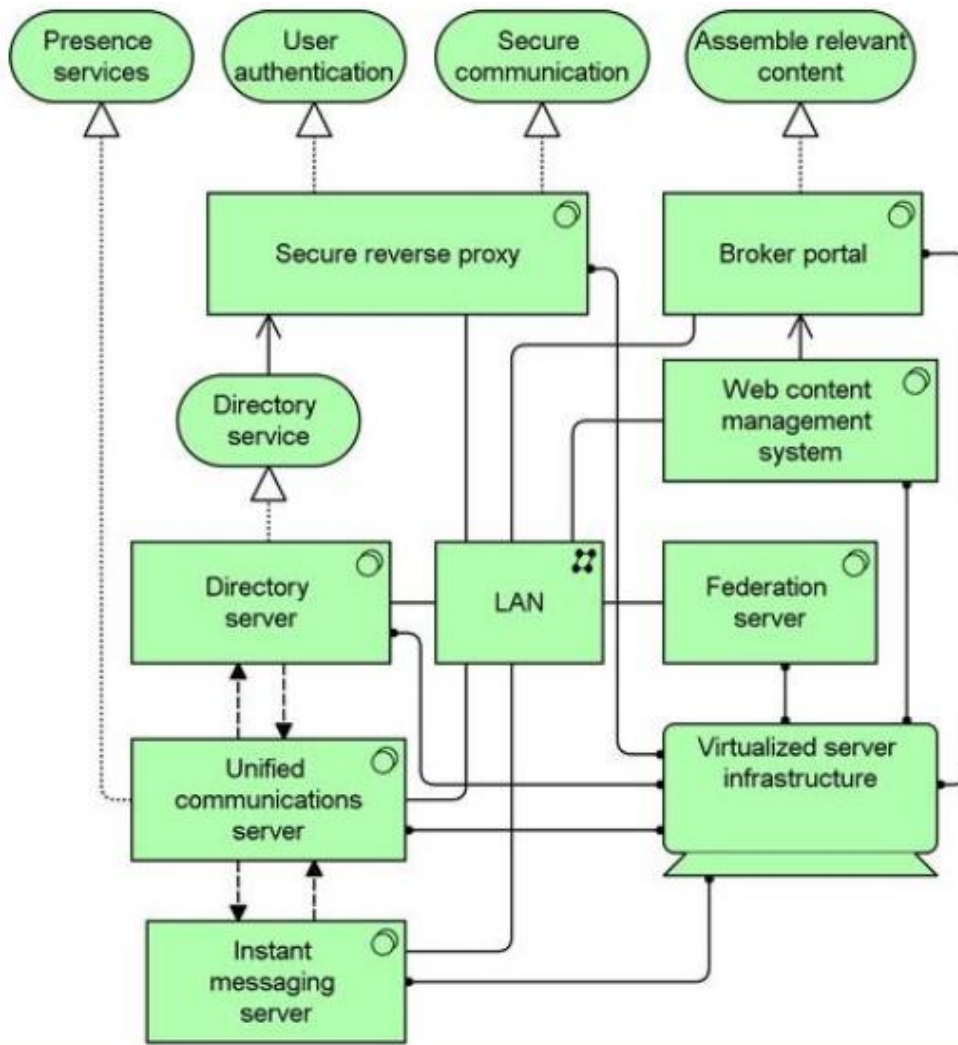 Presence
services
User
authentication
Secure
communication
Assemble relevant
content
Secure reverse proxy
Broker portal
Directory
service
Web content
management
system
Directory
server
LAN
Federation
server
Unified
communications
server
Virtualized server
infrastructure
Instant
messaging
server